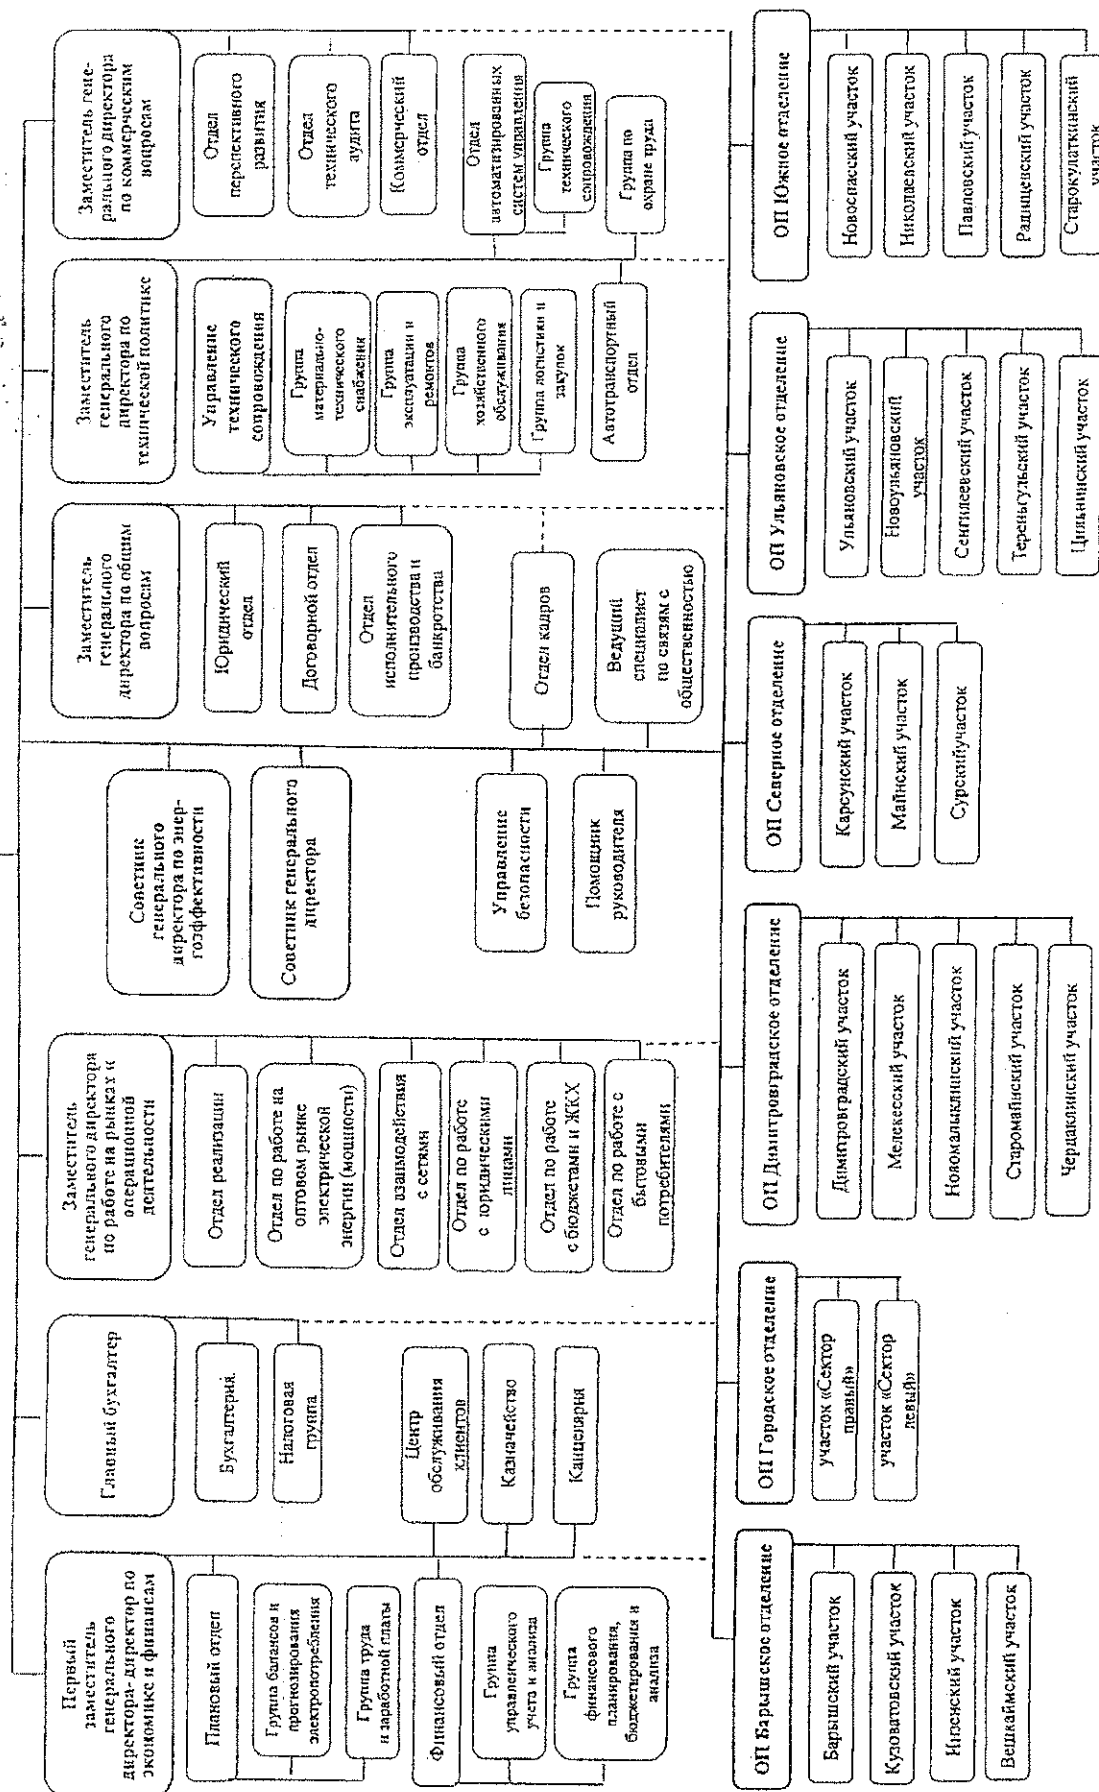 Первый
заместитель
генерального
директора- директор по
экономике и финансам
Плановый отдел
Группа балансов и
прогнозирования
электропотребления
Группа труда
и заработной платы
Финансовый отдел
Группа
управленческого
учета и анализа
Группа
финансового
планирования,
бюджетирования и
анализа
Главный бухгалтер
Бухгалтерия.
Налоговая
группа
Центр
обслуживания
клиентов
Казначейство
Канцелярия
Заместитель
генерального директора
по работе на рынках и
операционной
деятельности
Отдел реализации
Отдел по работе на
оптовом рынке
электрической
энергии (мощности)
Отдел взаимодействия
с сетями
Отдел по работе
с юридическими
лицами
Отдел по работе
с бюджетами и ЖКХ
Отдел по работе с
бытовыми
потребителями
Советник
генерального
директора по энер-
гоэффективности
Советник генерального
директора
Управление
безопасности
Помощник
руководителя
Заместитель
генерального
директора по общим
вопросам
Юридический
отдел
Договорной отдел
Отдел
исполнительного
производства и
банкротства
Отдел кадров
Ведущий
специалист
по связям с
общественностью
Заместитель
генерального
директора по
технической политике
Управление
технического
сопровождения
Группа
материально-
технического
снабжения
Группа
эксплуатации и
ремонтов
Группа
хозяйственного
обслуживания
Группа логистики и
закупок
Автотранспортный
отдел
Заместитель гене-
рального директора
по коммерческим
вопросам
Отдел
перспективного
развития
Отдел
технического
аудита
Коммерческий
отдел
Отдел
автоматизированных
систем управления
Группа
технического
сопровождения
Группа по
охране труда
ОП Барышское отделение
Барышский участок
Кузоватовский участок
Инзенский участок
Вешкаймский участок
ОП Городское отделение
участок «Сектор
правый»
участок «Сектор
левый»
ОП Димитровградское отделение
Димитровградский участок
Мелекесский участок
Новомалыклинский участок
Старомайнский участок
Чердаклинский участок
ОП Северное отделение
Карсунский участок
Майнский участок
Сурскийучасток
ОП Ульяновское отделение
Ульяновский участок
Новоульяновский
участок
Сенгилеевский участок
Тереньгульский участок
Цильнинский участок
ОП Южное отделение
Новоспасский участок
Николаевский участок
Павловский участок
Радищевский участок
Старокулаткинский
участок